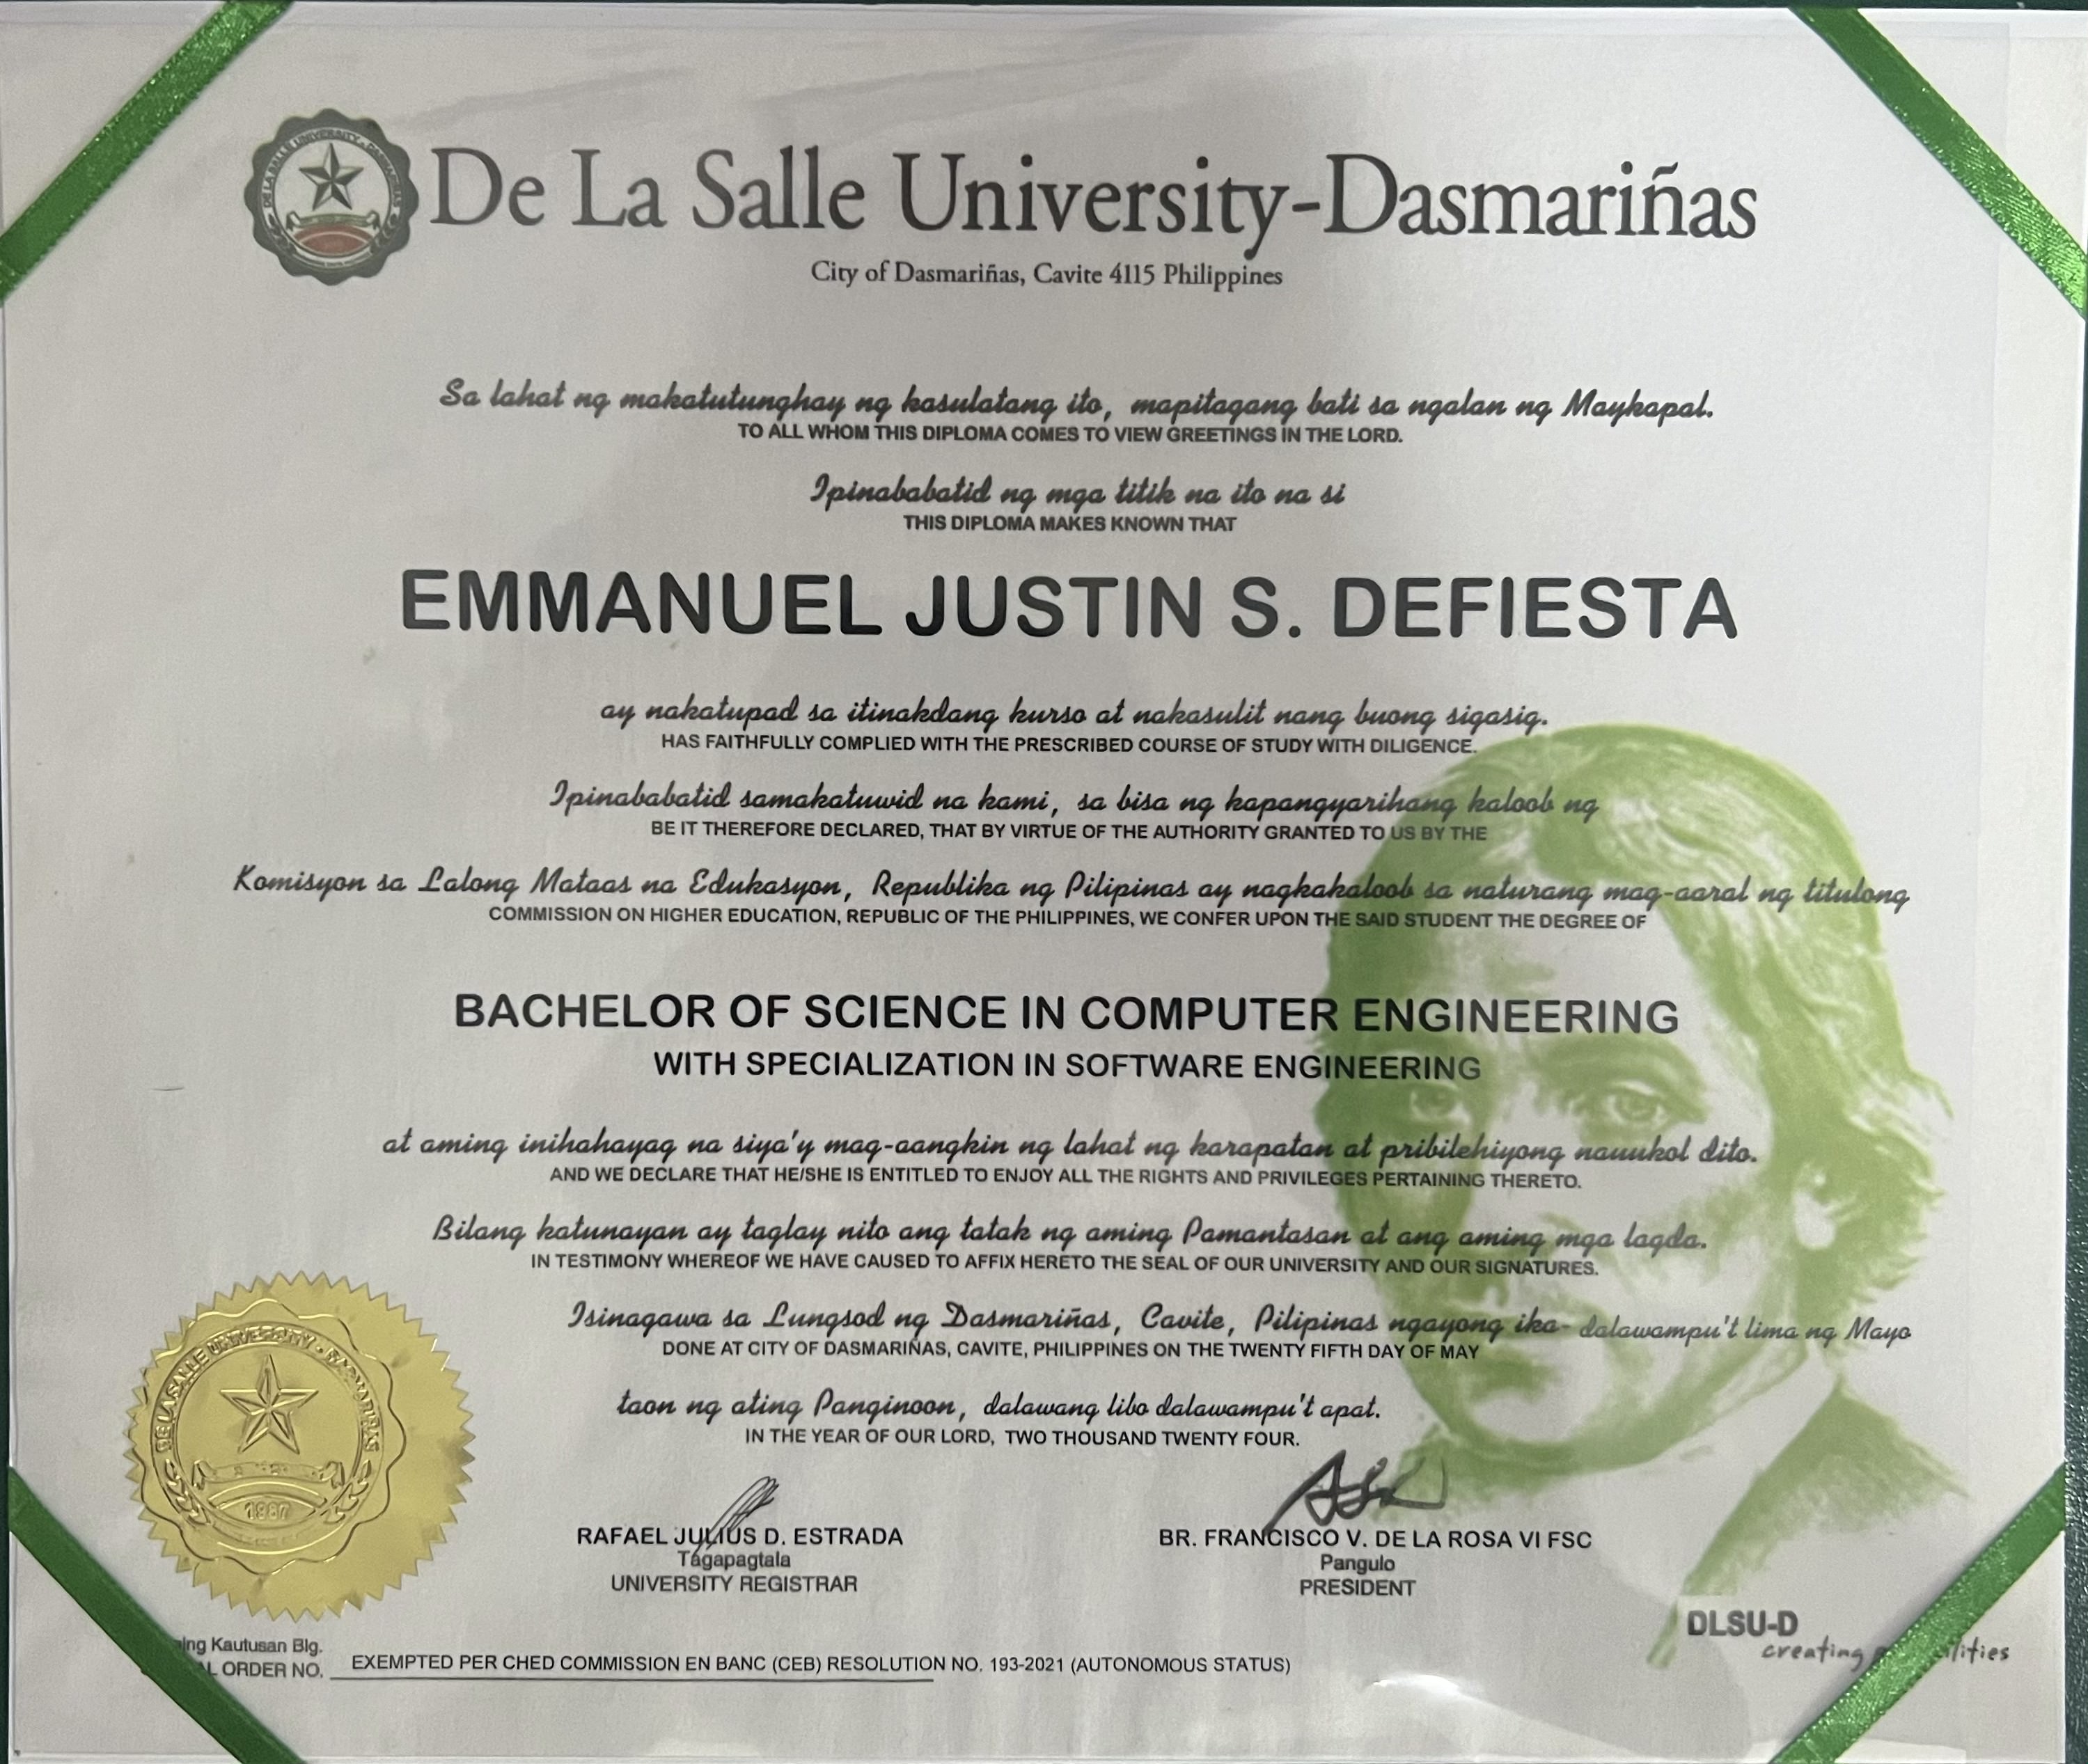 De La Salle University-Dasmariñas
City of Dasmariñas, Cavite 4115 Philippines
Sa lahat ng makatutunghay ng kasulatang ito, mapitagang bati sa ngalan ng Maykapal.
TO ALL WHOM THIS DIPLOMA COMES TO VIEW GREETINGS IN THE LORD.
Ipinababatid ng mga titik na ito na si
THIS DIPLOMA MAKES KNOWN THAT
EMMANUEL JUSTIN S. DEFIESTA
ay nakatupad sa itinakdang kurso at nakasulit nang buong sigasig.
HAS FAITHFULLY COMPLIED WITH THE PRESCRIBED COURSE OF STUDY WITH DILIGENCE.
Ipinababatid samakatuwid na kami, sa bisa ng kapangyarihang kaloob ng
BE IT THEREFORE DECLARED, THAT BY VIRTUE OF THE AUTHORITY GRANTED TO US BY THE
Komisyon sa Lalong Mataas na Edukasyon, Republika ng Pilipinas ay nagkakaloob sa naturang mag-aaral ng titulong
COMMISSION ON HIGHER EDUCATION, REPUBLIC OF THE PHILIPPINES, WE CONFER UPON THE SAID STUDENT THE DEGREE OF
BACHELOR OF SCIENCE IN COMPUTER ENGINEERING
WITH SPECIALIZATION IN SOFTWARE ENGINEERING
at aming inihahayag na siya'y mag-aangkin ng lahat ng karapatan at pribilehiyong nauukol dito.
AND WE DECLARE THAT HE/SHE IS ENTITLED TO ENJOY ALL THE RIGHTS AND PRIVILEGES PERTAINING THERETO.
Bilang katunayan ay taglay nito ang tatak ng aming Pamantasan at ang aming mga lagda.
IN TESTIMONY WHEREOF WE HAVE CAUSED TO AFFIX HERETO THE SEAL OF OUR UNIVERSITY AND OUR SIGNATURES.
Isinagawa sa Lungsod ng Dasmariñas, Cavite, Pilipinas ngayong ika- dalawampu't lima ng Mayo
DONE AT CITY OF DASMARIÑAS, CAVITE, PHILIPPINES ON THE TWENTY FIFTH DAY OF MAY
taon ng ating Panginoon, dalawang libo dalawampu't apat.
IN THE YEAR OF OUR LORD, TWO THOUSAND TWENTY FOUR.
DE LA SALLE UNIVERSITY · DASMARIÑAS
1987
RAFAEL JULIUS D. ESTRADA
Tagapagtala
UNIVERSITY REGISTRAR
BR. FRANCISCO V. DE LA ROSA VI FSC
Pangulo
PRESIDENT
DLSU-D
creating
Kautusan Blg.
ORDER NO. EXEMPTED PER CHED COMMISSION EN BANC (CEB) RESOLUTION NO. 193-2021 (AUTONOMOUS STATUS)